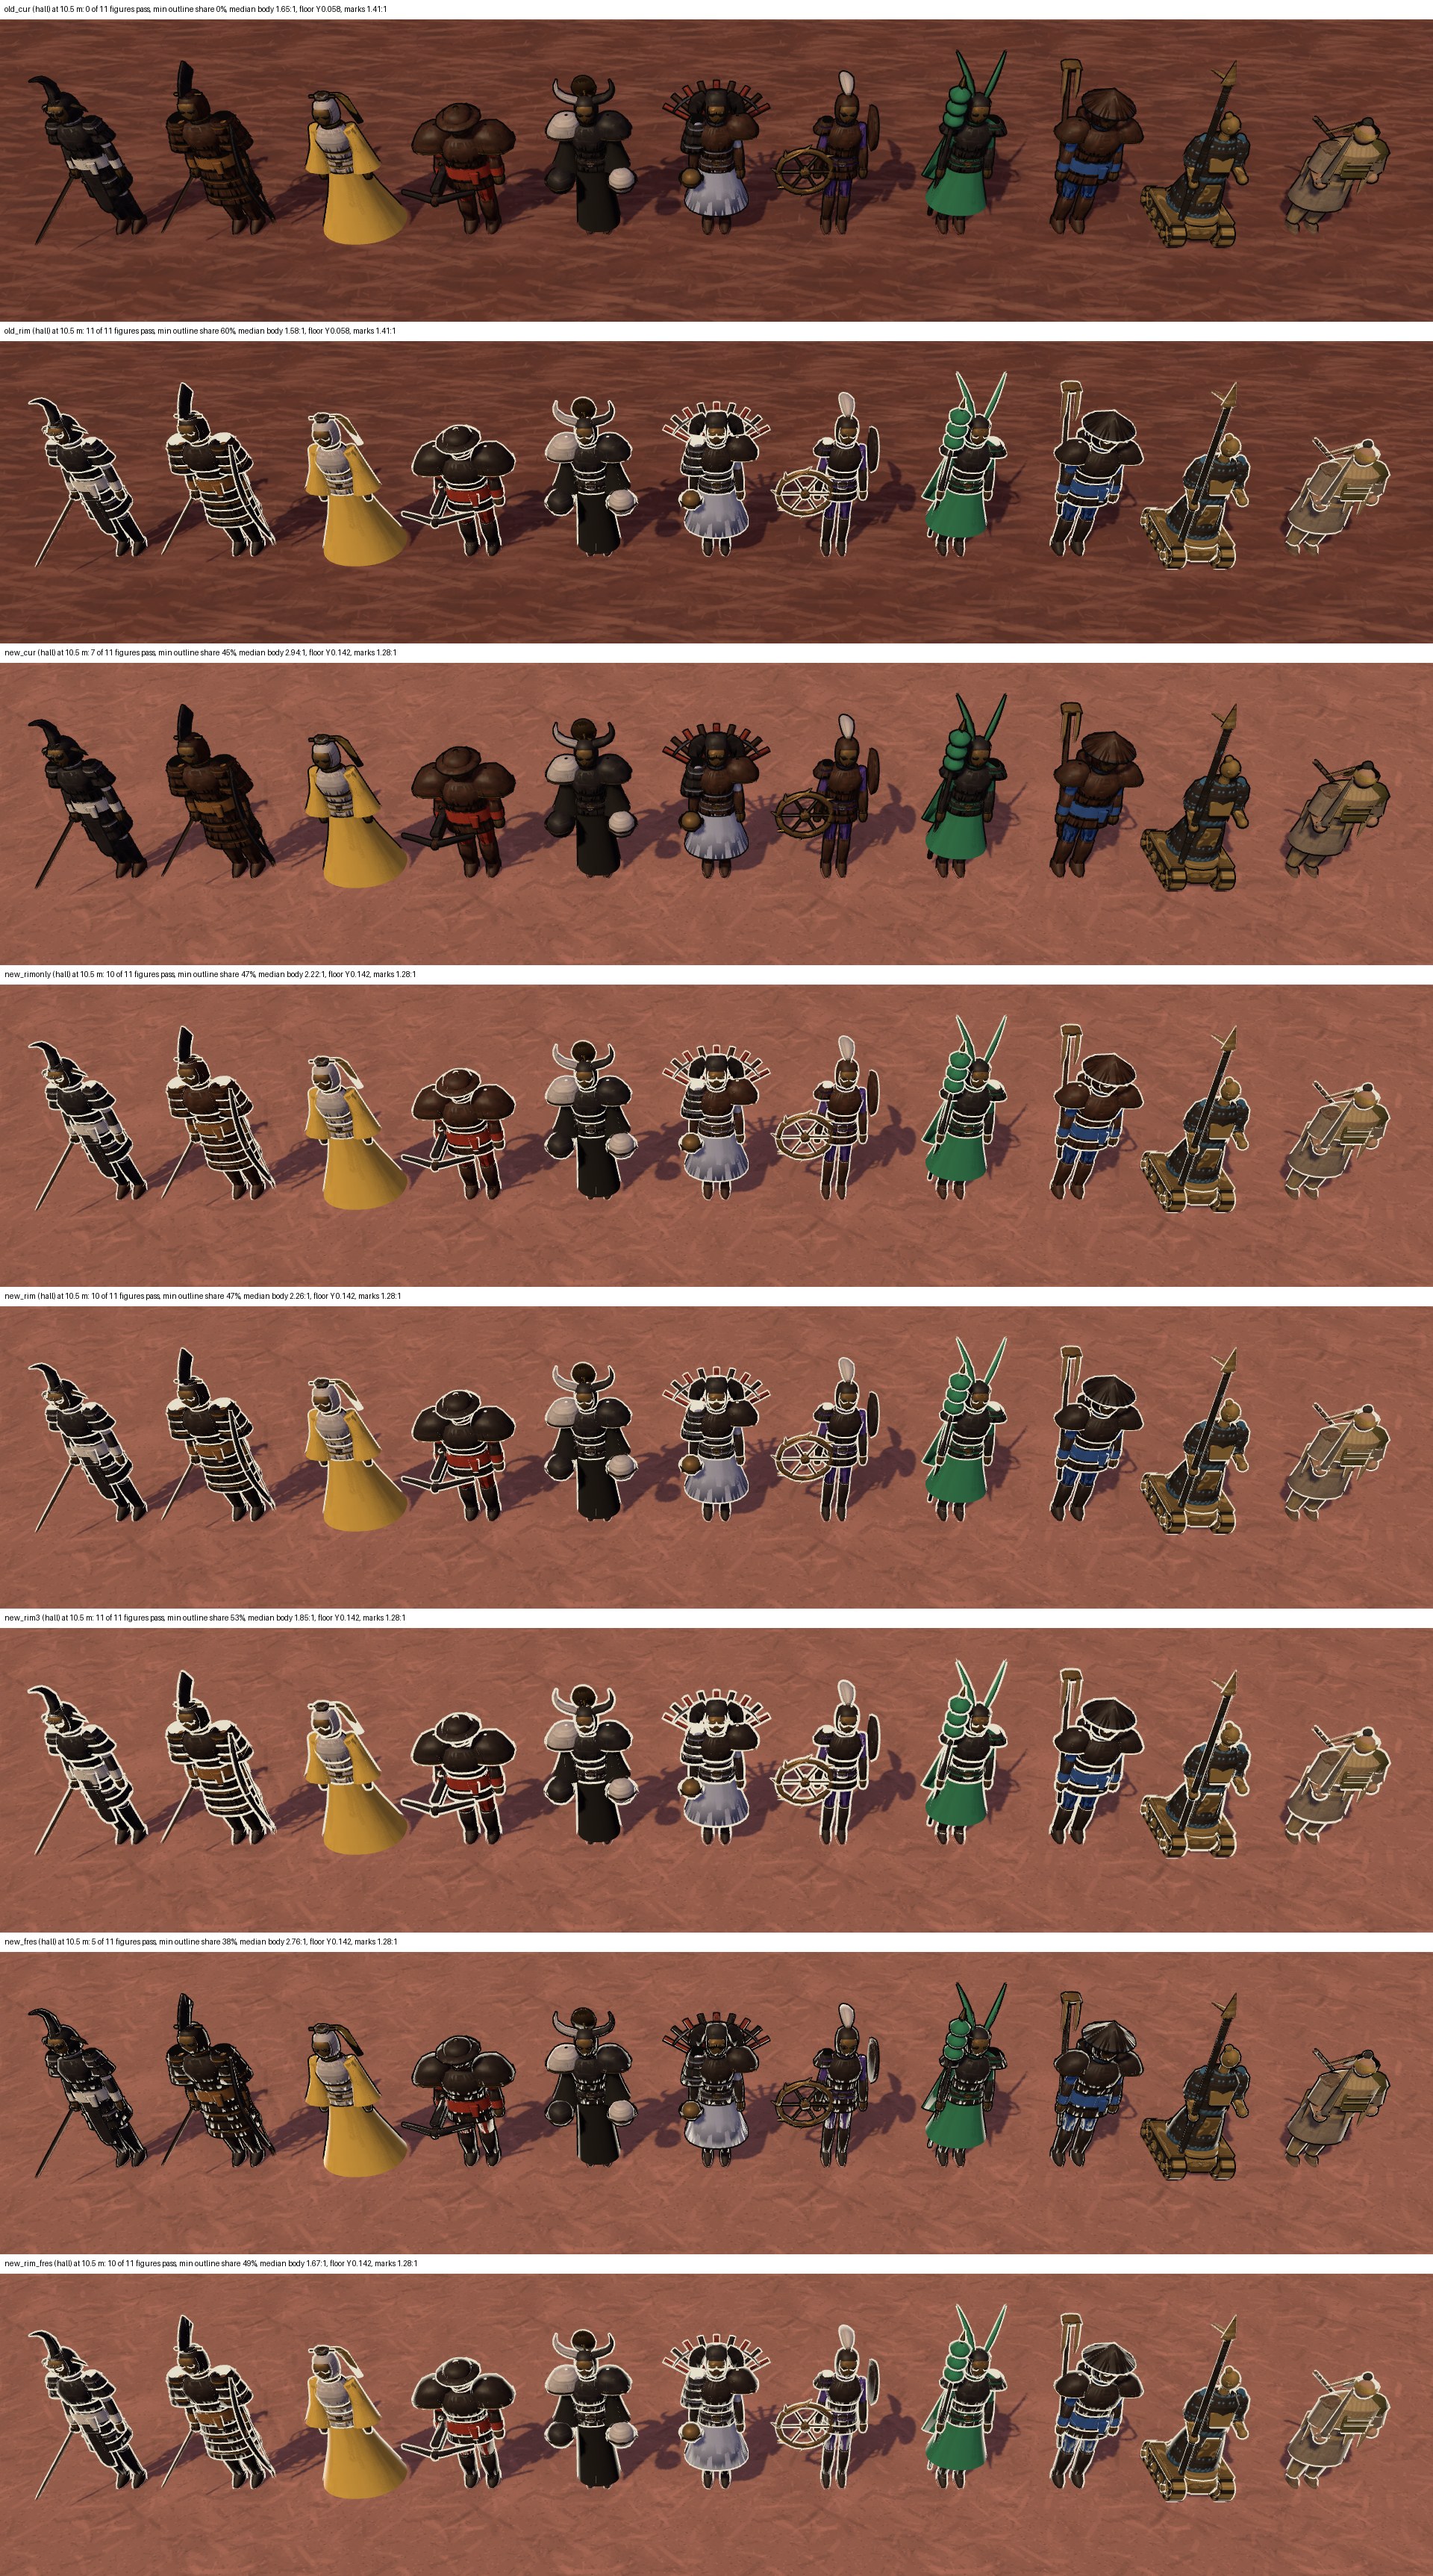 old_cur (hall) at 10.5 m: 0 of 11 figures pass, min outline share 0%, median body 1.65:1, floor Y 0.058, marks 1.41:1
old_rim (hall) at 10.5 m: 11 of 11 figures pass, min outline share 60%, median body 1.58:1, floor Y 0.058, marks 1.41:1
new_cur (hall) at 10.5 m: 7 of 11 figures pass, min outline share 45%, median body 2.94:1, floor Y 0.142, marks 1.28:1
new_rimonly (hall) at 10.5 m: 10 of 11 figures pass, min outline share 47%, median body 2.22:1, floor Y 0.142, marks 1.28:1
new_rim (hall) at 10.5 m: 10 of 11 figures pass, min outline share 47%, median body 2.26:1, floor Y 0.142, marks 1.28:1
new_rim3 (hall) at 10.5 m: 11 of 11 figures pass, min outline share 53%, median body 1.85:1, floor Y 0.142, marks 1.28:1
new_fres (hall) at 10.5 m: 5 of 11 figures pass, min outline share 38%, median body 2.76:1, floor Y 0.142, marks 1.28:1
new_rim_fres (hall) at 10.5 m: 10 of 11 figures pass, min outline share 49%, median body 1.67:1, floor Y 0.142, marks 1.28:1